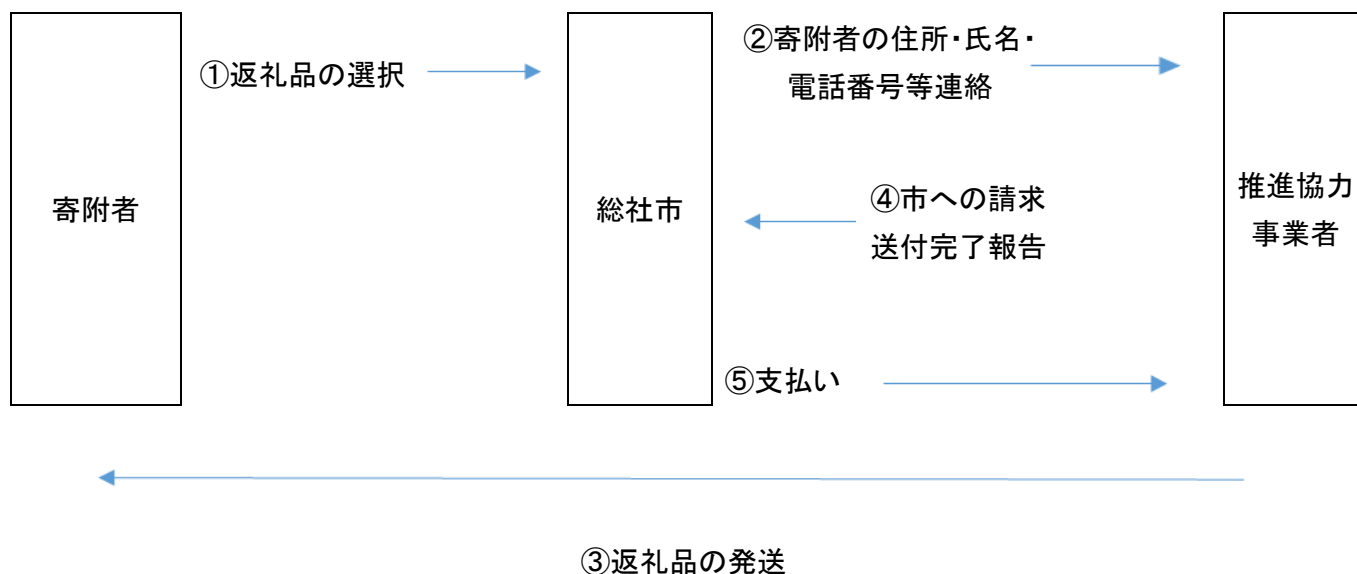 ①返礼品の選択
②寄附者の住所・氏名・
電話番号等連絡
寄附者
総社市
④市への請求
送付完了報告
推進協力
事業者
⑤支払い
③返礼品の発送